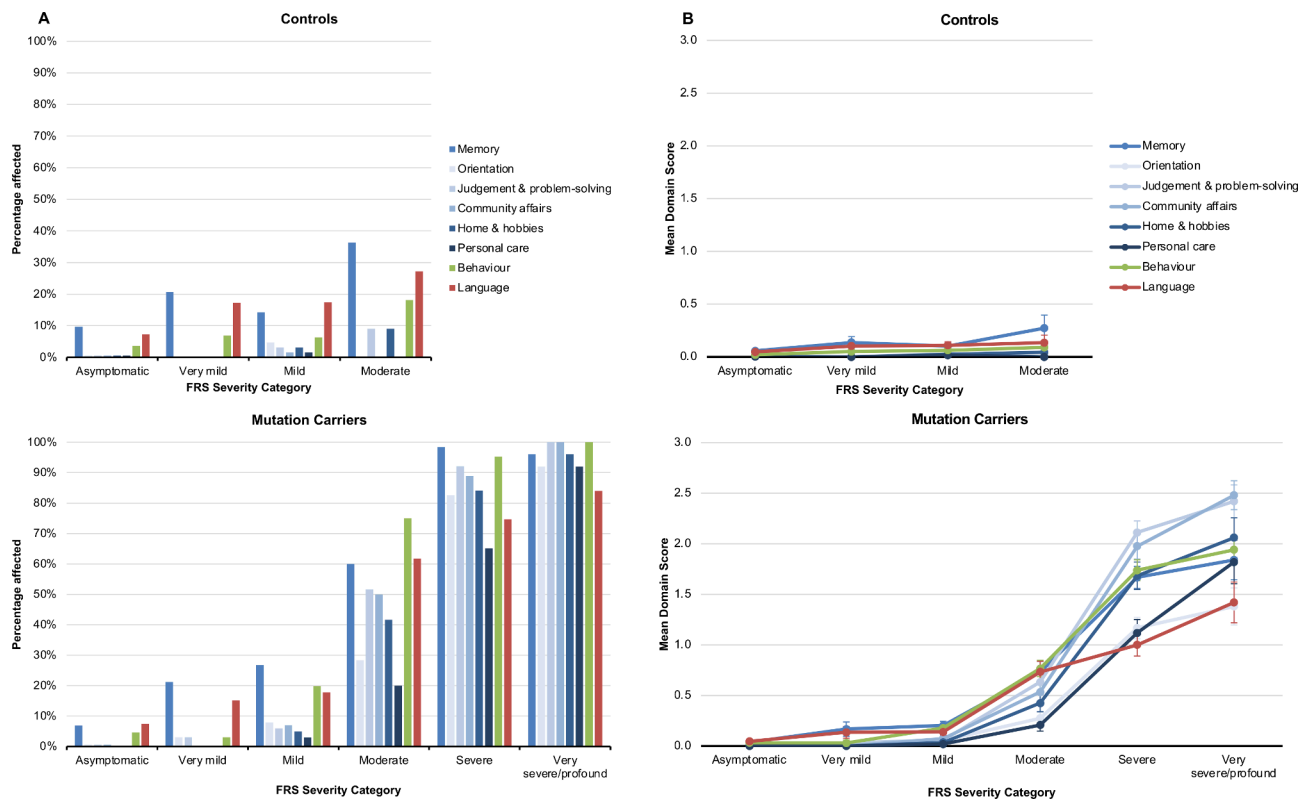 A
Controls
100%
90%
80%
70%
60%
50%
40%
30%
20%
10%
0%
Percentage affected
Asymptomatic
Very mild
Mild
Moderate
FRS Severity Category
Memory
Orientation
Judgement & problem-solving
Community affairs
Home & hobbies
Personal care
Behaviour
Language
B
Controls
3.0
2.5
2.0
1.5
1.0
0.5
0.0
Mean Domain Score
Asymptomatic
Very mild
Mild
Moderate
FRS Severity Category
Memory
Orientation
Judgement & problem-solving
Community affairs
Home & hobbies
Personal care
Behaviour
Language
Mutation Carriers
100%
90%
80%
70%
60%
50%
40%
30%
20%
10%
0%
Percentage affected
Asymptomatic
Very mild
Mild
Moderate
Severe
Very
severe/profound
FRS Severity Category
Mutation Carriers
3.0
2.5
2.0
1.5
1.0
0.5
0.0
Mean Domain Score
Asymptomatic
Very mild
Mild
Moderate
Severe
Very
severe/profound
FRS Severity Category